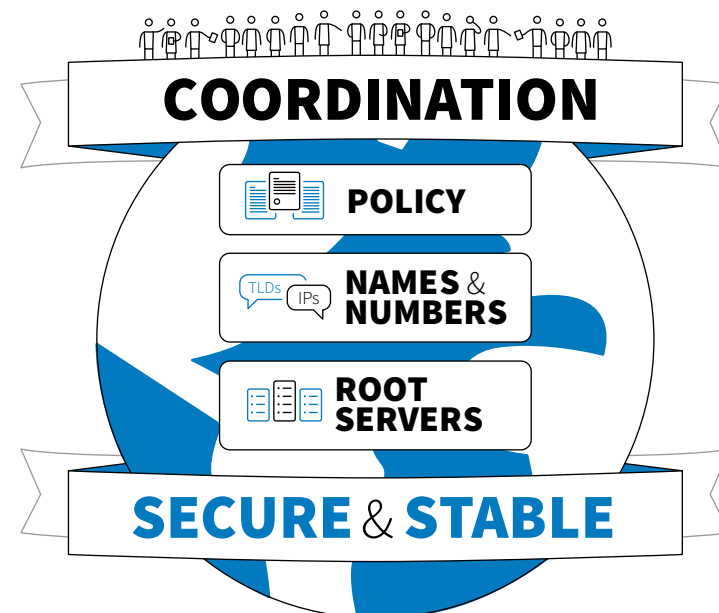 COORDINATION
POLICY
TLDs
IPs
NAMES &
NUMBERS
ROOT
SERVERS
SECURE & STABLE